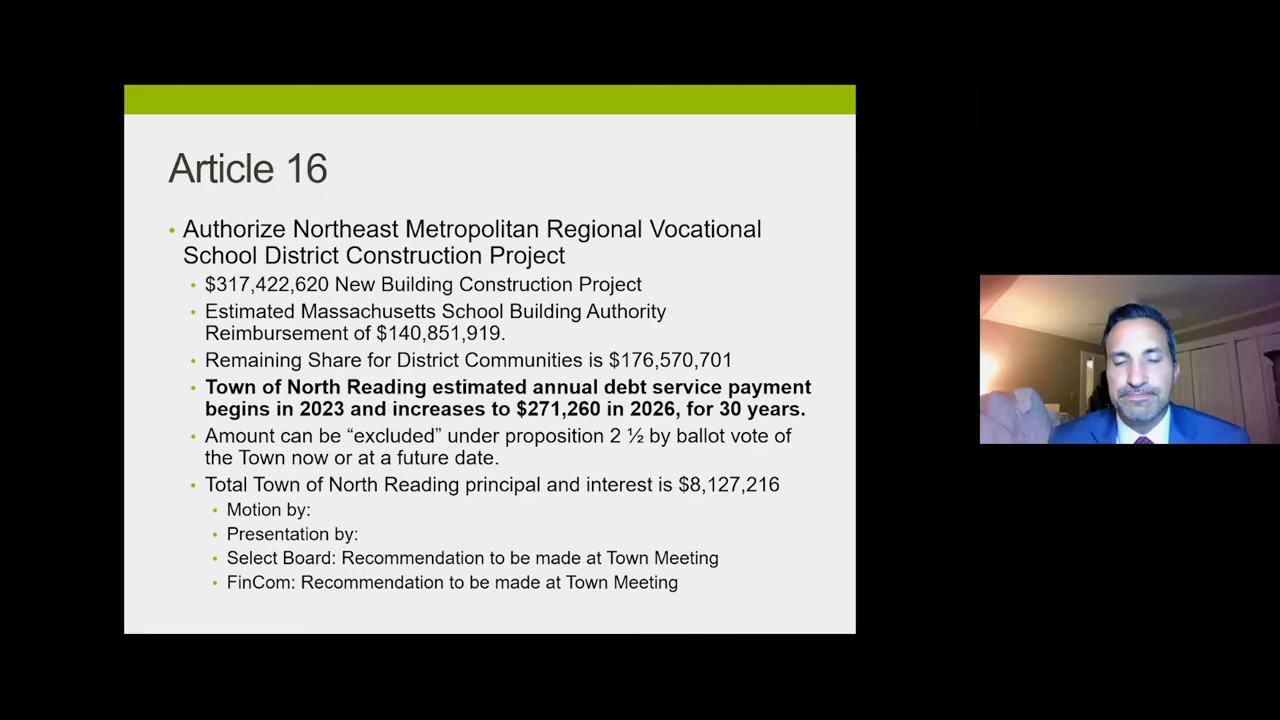 Article 16
• Authorize Northeast Metropolitan Regional Vocational
School District Construction Project
• $317,422,620 New Building Construction Project
• Estimated Massachusetts School Building Authority
Reimbursement of $140,851,919.
• Remaining Share for District Communities is $176,570,701
• Town of North Reading estimated annual debt service payment
begins in 2023 and increases to $271,260 in 2026, for 30 years.
• Amount can be “excluded” under proposition 2 ½ by ballot vote of
the Town now or at a future date.
• Total Town of North Reading principal and interest is $8,127,216
• Motion by:
• Presentation by:
• Select Board: Recommendation to be made at Town Meeting
• FinCom: Recommendation to be made at Town Meeting